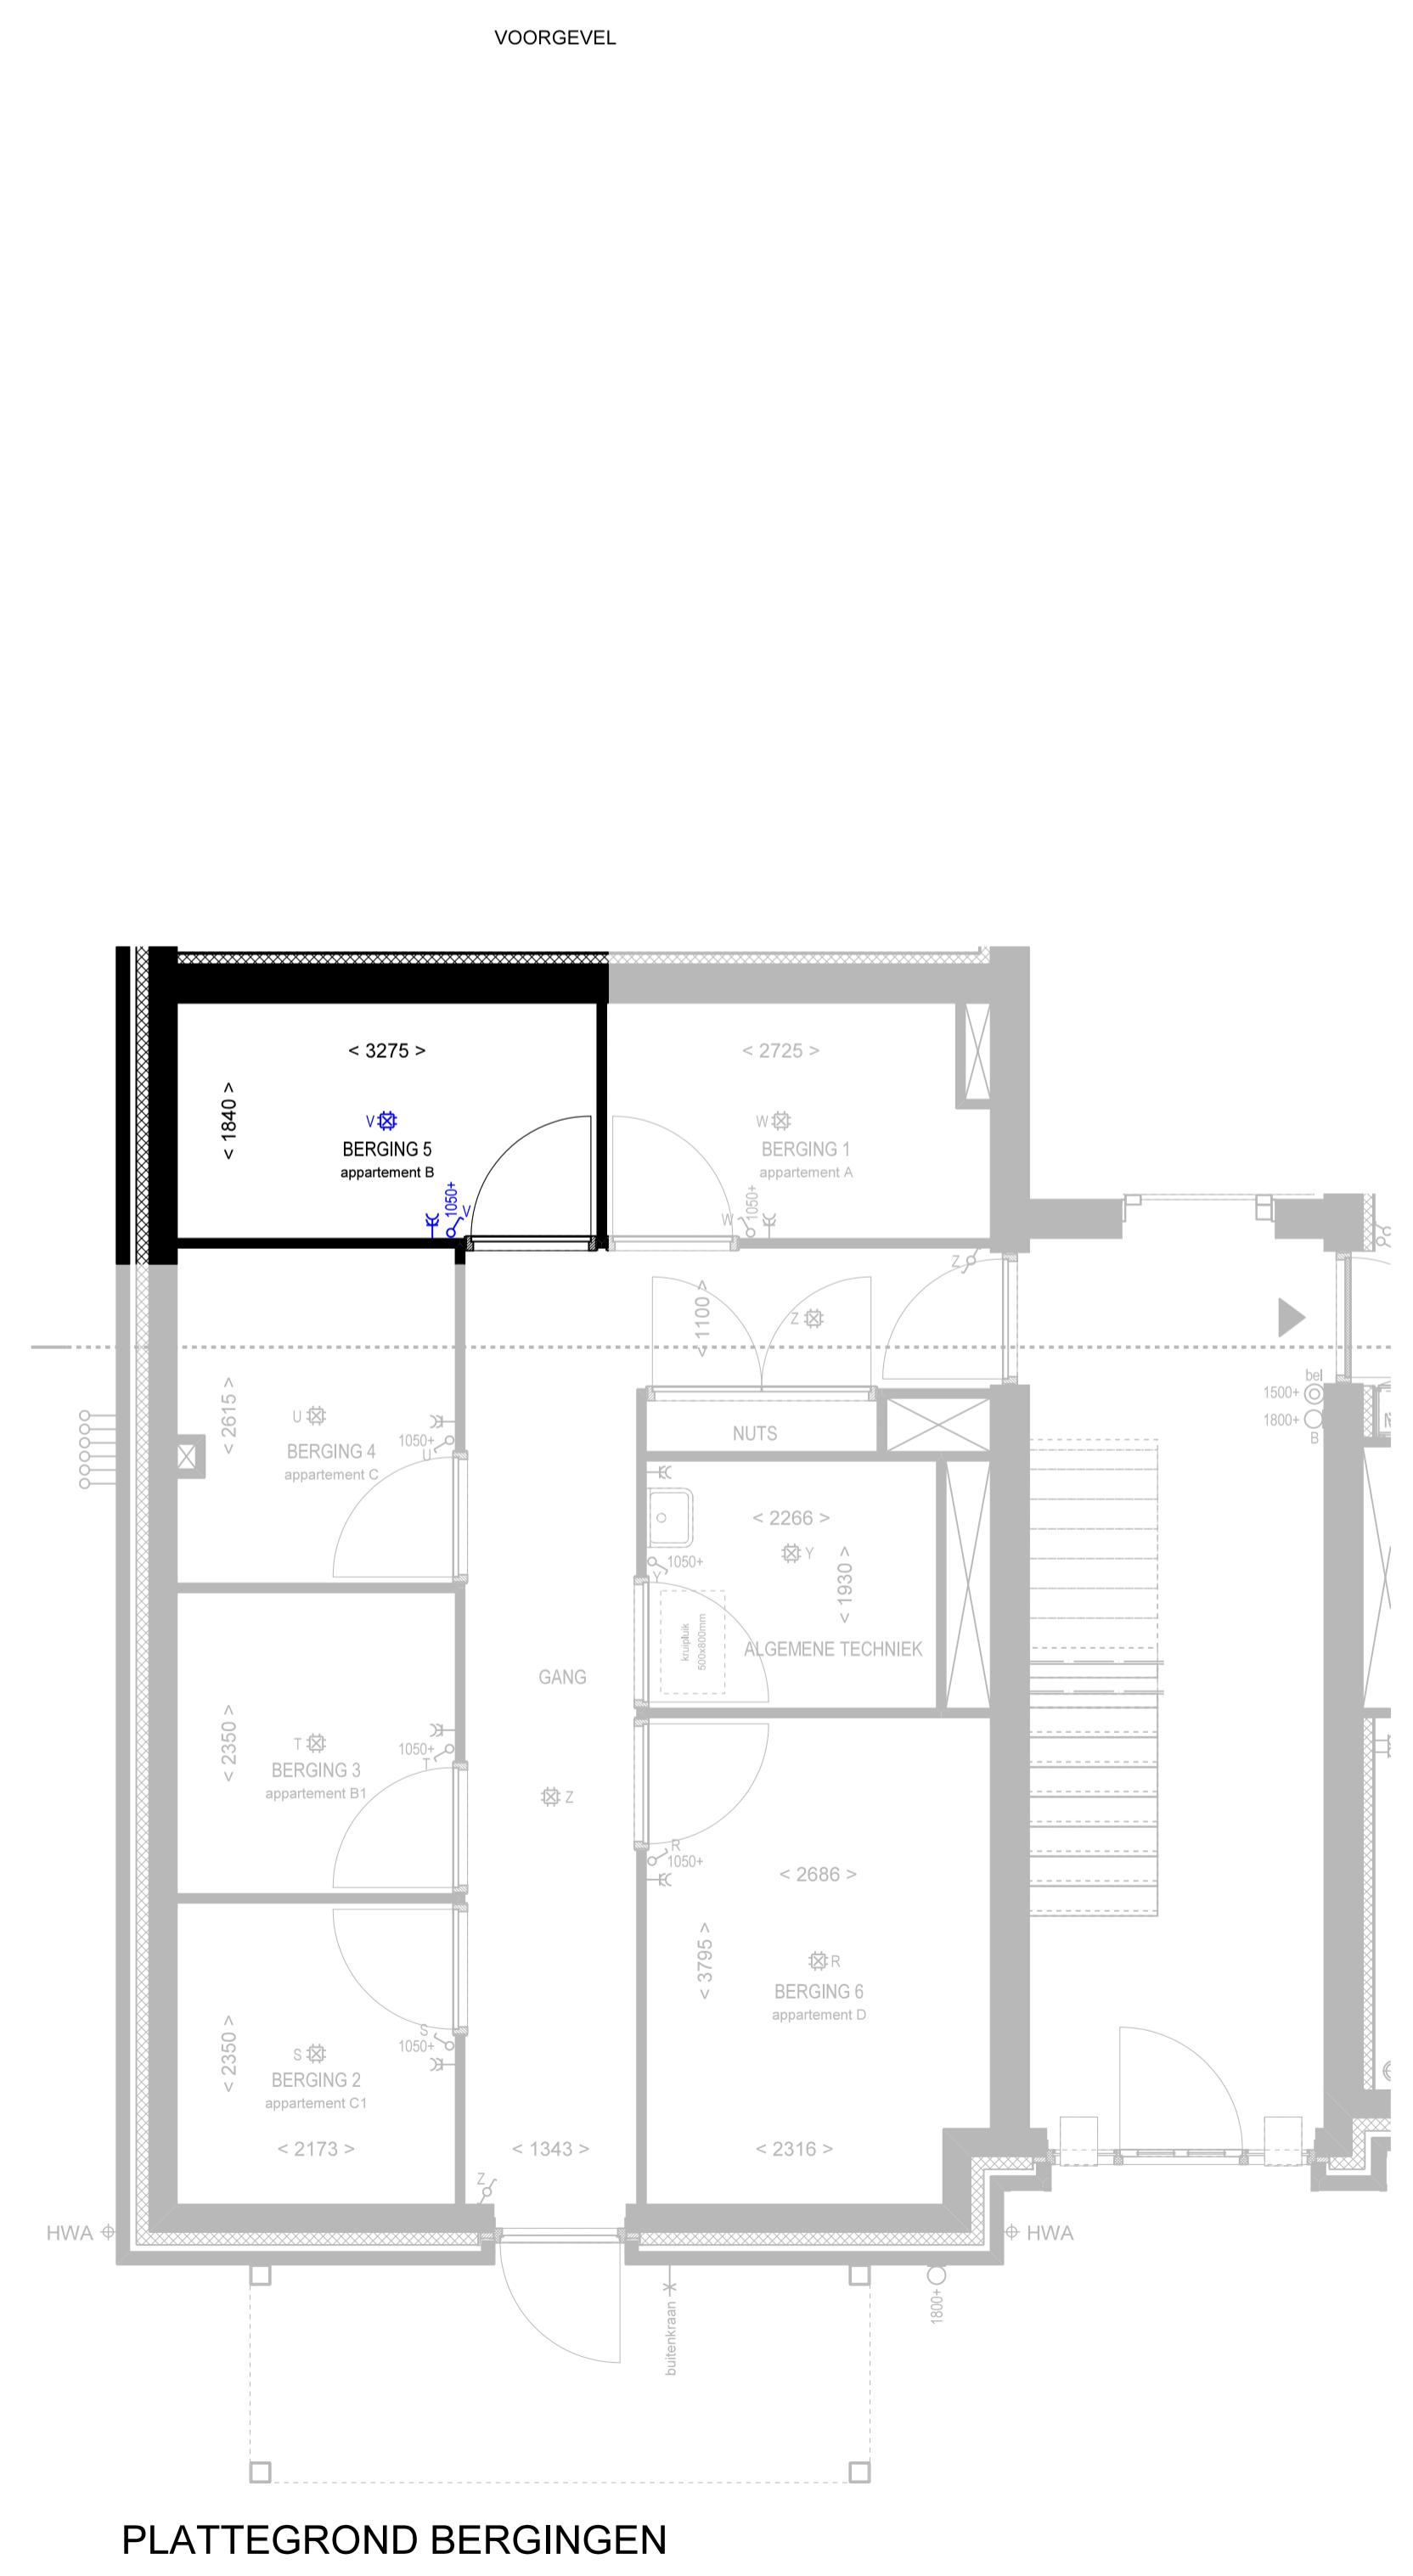 VOORGEVEL
< 3275 >
< 2725 >
< 1840 >
V
W
BERGING 5
appartement B
BERGING 1
appartement A
1050+
V
W
1050+
Z
< 1100 >
Z
bel
1500+
1800+
B
< 2615 >
U
BERGING 4
appartement C
1050+
U
NUTS
< 2266 >
Y
1050+
Y
< 1930 >
kruipluik
500x800mm
ALGEMENE TECHNIEK
GANG
< 2350 >
T
BERGING 3
appartement B1
1050+
T
Z
R
1050+
< 2686 >
< 3795 >
R
BERGING 6
appartement D
S
1050+
< 2350 >
S
BERGING 2
appartement C1
< 2173 >
< 1343 >
< 2316 >
Z
HWA
HWA
buitenkraan
1800+
PLATTEGROND BERGINGEN